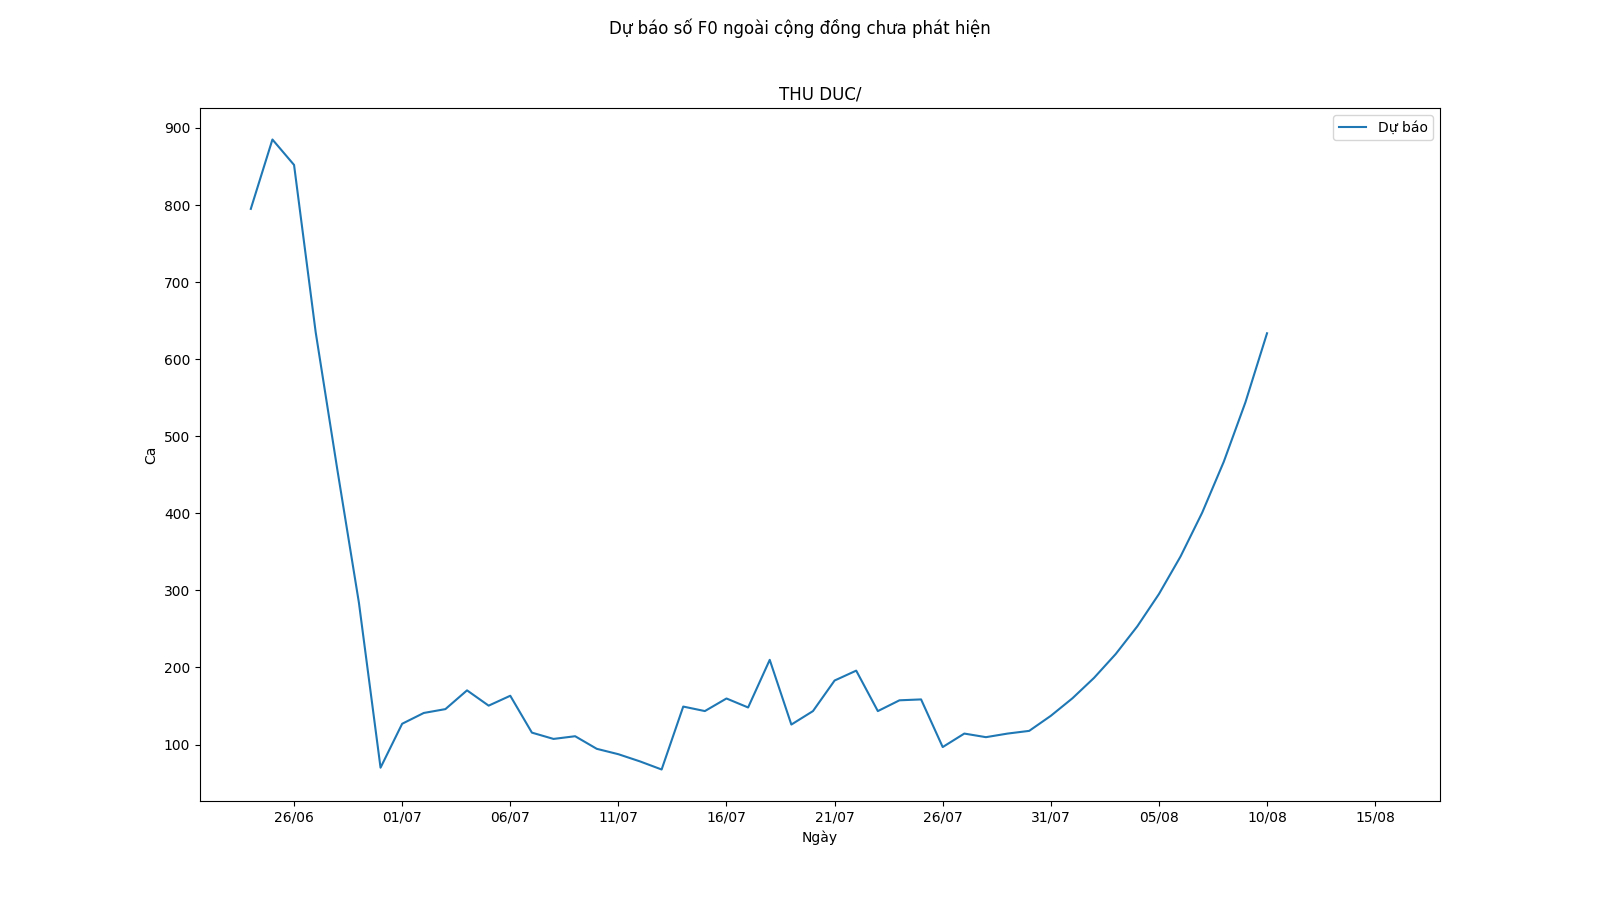 Dự báo số F0 ngoài cộng đồng chưa phát hiện
THU DUC/
Dự báo
900
800
700
600
500
400
300
200
100
Ca
26/06 01/07 06/07 11/07 16/07 21/07 26/07 31/07 05/08 10/08 15/08
Ngày